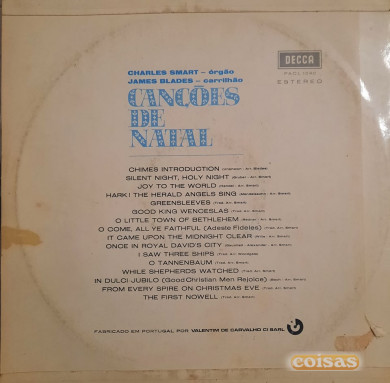 CHARLES SMART – órgão
JAMES BLADES – carrilhão
DECCA
ESTEREO
CANÇÕES
DE
NATAL
CHIMES INTRODUCTION
SILENT NIGHT, HOLY NIGHT
JOY TO THE WORLD
HARK! THE HERALD ANGELS SING
GREENSLEEVES
GOOD KING WENCESLAS
O LITTLE TOWN OF BETHLEHEM
O COME, ALL YE FAITHFUL (Adeste Fideles)
IT CAME UPON THE MIDNIGHT CLEAR
ONCE IN ROYAL DAVID'S CITY
I SAW THREE SHIPS
O TANNENBAUM
WHILE SHEPHERDS WATCHED
IN DULCI JUBILO (Good Christian Men Rejoice)
FROM EVERY SPIRE ON CHRISTMAS EVE
THE FIRST NOWELL
FABRICADO EM PORTUGAL POR VALENTIM DE CARVALHO CI SARL
coisas